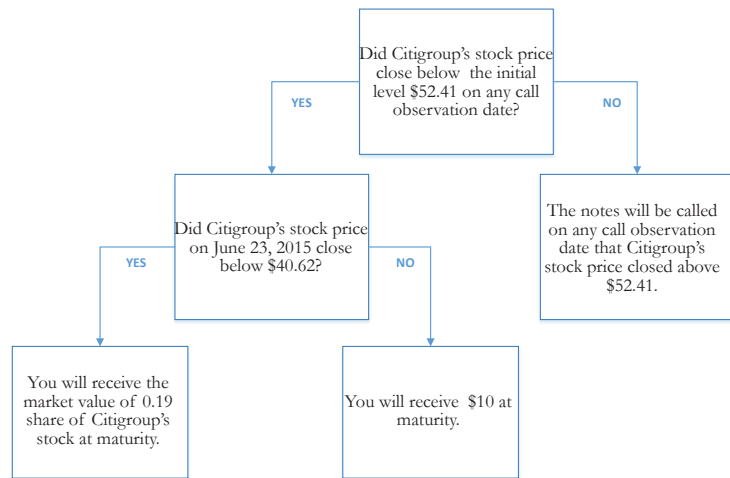 Did Citigroup's stock price
close below  the initial
level $52.41 on any call
observation date?
YES
NO
Did Citigroup's stock price
on June 23, 2015 close
below $40.62?
The notes will be called
on any call observation
date that Citigroup's
stock price closed above
$52.41.
YES
NO
You will receive the
market value of 0.19
share of Citigroup's
stock at maturity.
You will receive  $10 at
maturity.